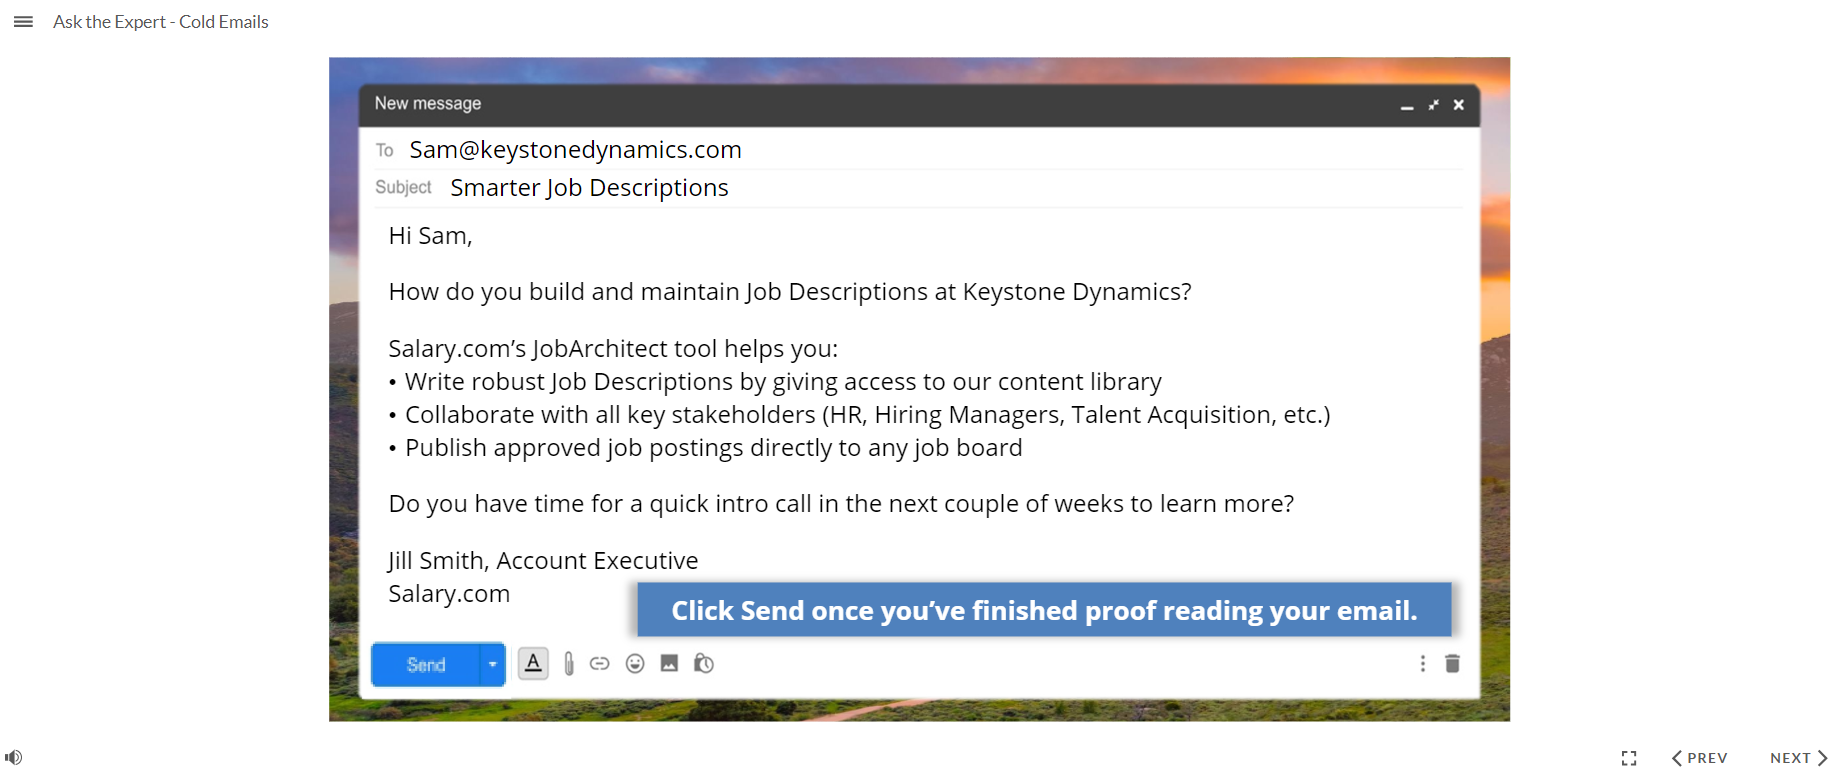 Ask the Expert - Cold Emails
New message
To Sam@keystonedynamics.com
Subject Smarter Job Descriptions
Hi Sam,
How do you build and maintain Job Descriptions at Keystone Dynamics?
Salary.com’s JobArchitect tool helps you:
• Write robust Job Descriptions by giving access to our content library
• Collaborate with all key stakeholders (HR, Hiring Managers, Talent Acquisition, etc.)
• Publish approved job postings directly to any job board
Do you have time for a quick intro call in the next couple of weeks to learn more?
Jill Smith, Account Executive
Salary.com
Click Send once you’ve finished proof reading your email.
Send A
PREV NEXT